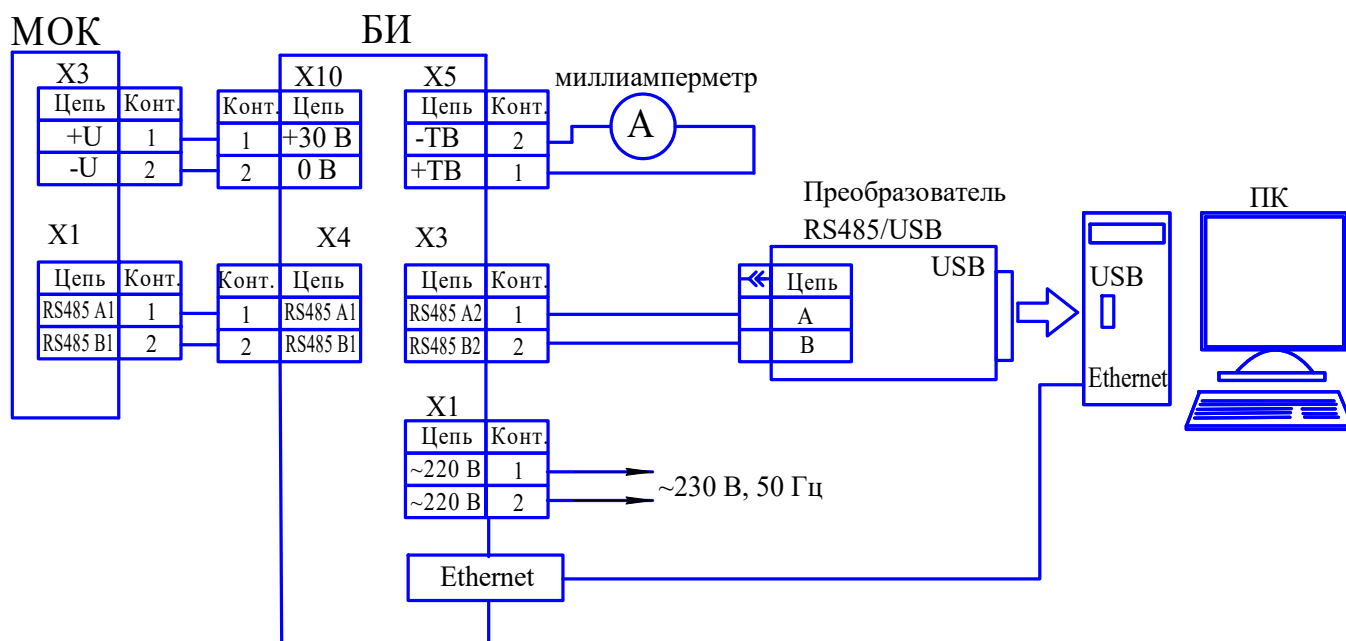 МОК
БИ
X3
Цепь Конт.
+U 1
-U 2
X10
Конт. Цепь
1 +30 В
2 0 В
X5
Цепь Конт.
-ТВ 2
+ТВ 1
миллиамперметр
А
X1
Цепь Конт.
RS485 A1 1
RS485 B1 2
X4
Конт. Цепь
1 RS485 A1
2 RS485 B1
X3
Цепь Конт.
RS485 A2 1
RS485 B2 2
Преобразователь
RS485/USB
USB
Цепь
А
В
USB
Ethernet
ПК
X1
Цепь Конт.
~220 В 1
~220 В 2
~230 В, 50 Гц
Ethernet